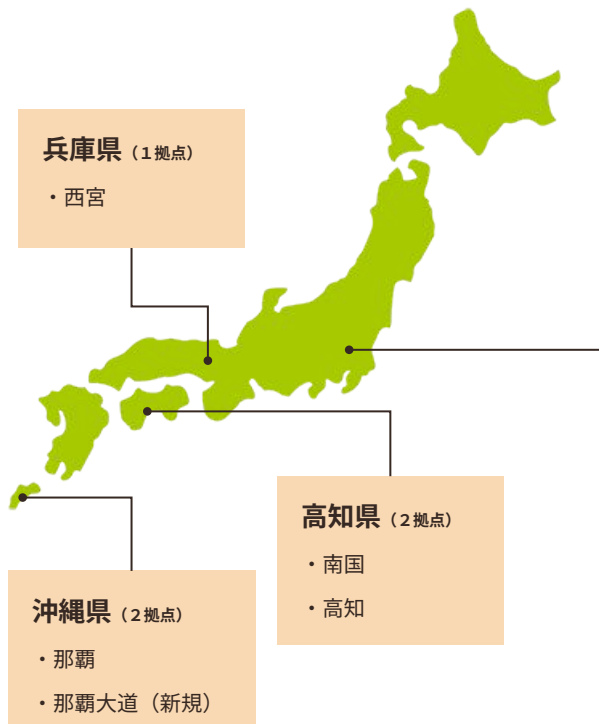 兵庫県（１拠点）
・西宮
高知県（２拠点）
・南国
・高知
沖縄県（２拠点）
・那覇
・那覇大道（新規）